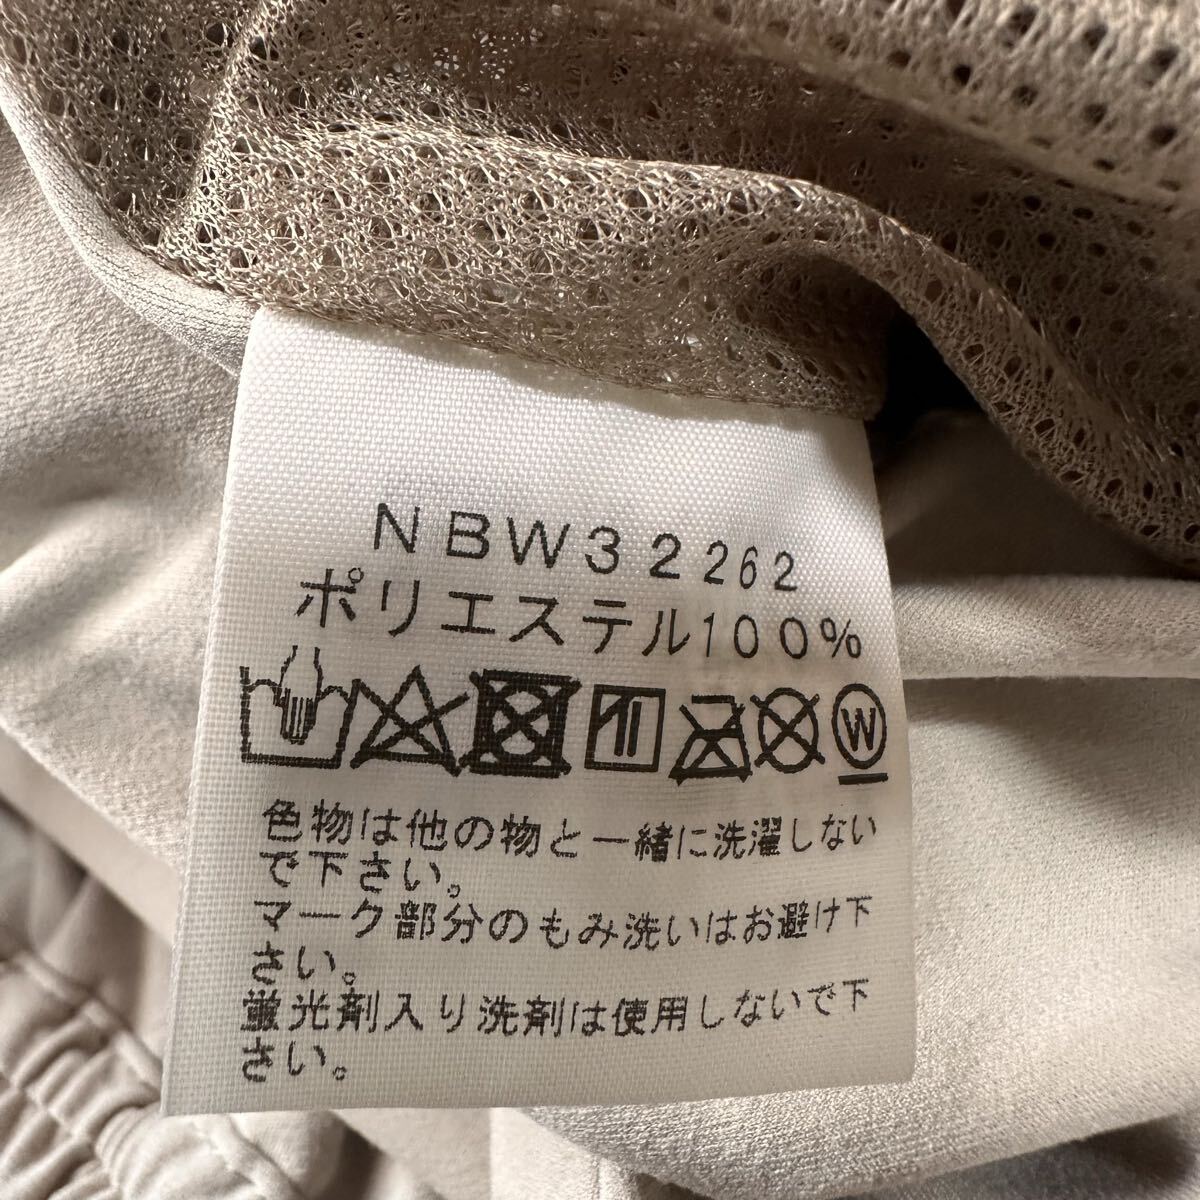 NBW32262
ポリエステル100%
W
色物は他の物と一緒に洗濯しない
で下さい。
マーク部分のもみ洗いはお避け下
さい。
蛍光剤入り洗剤は使用しないで下
さい。